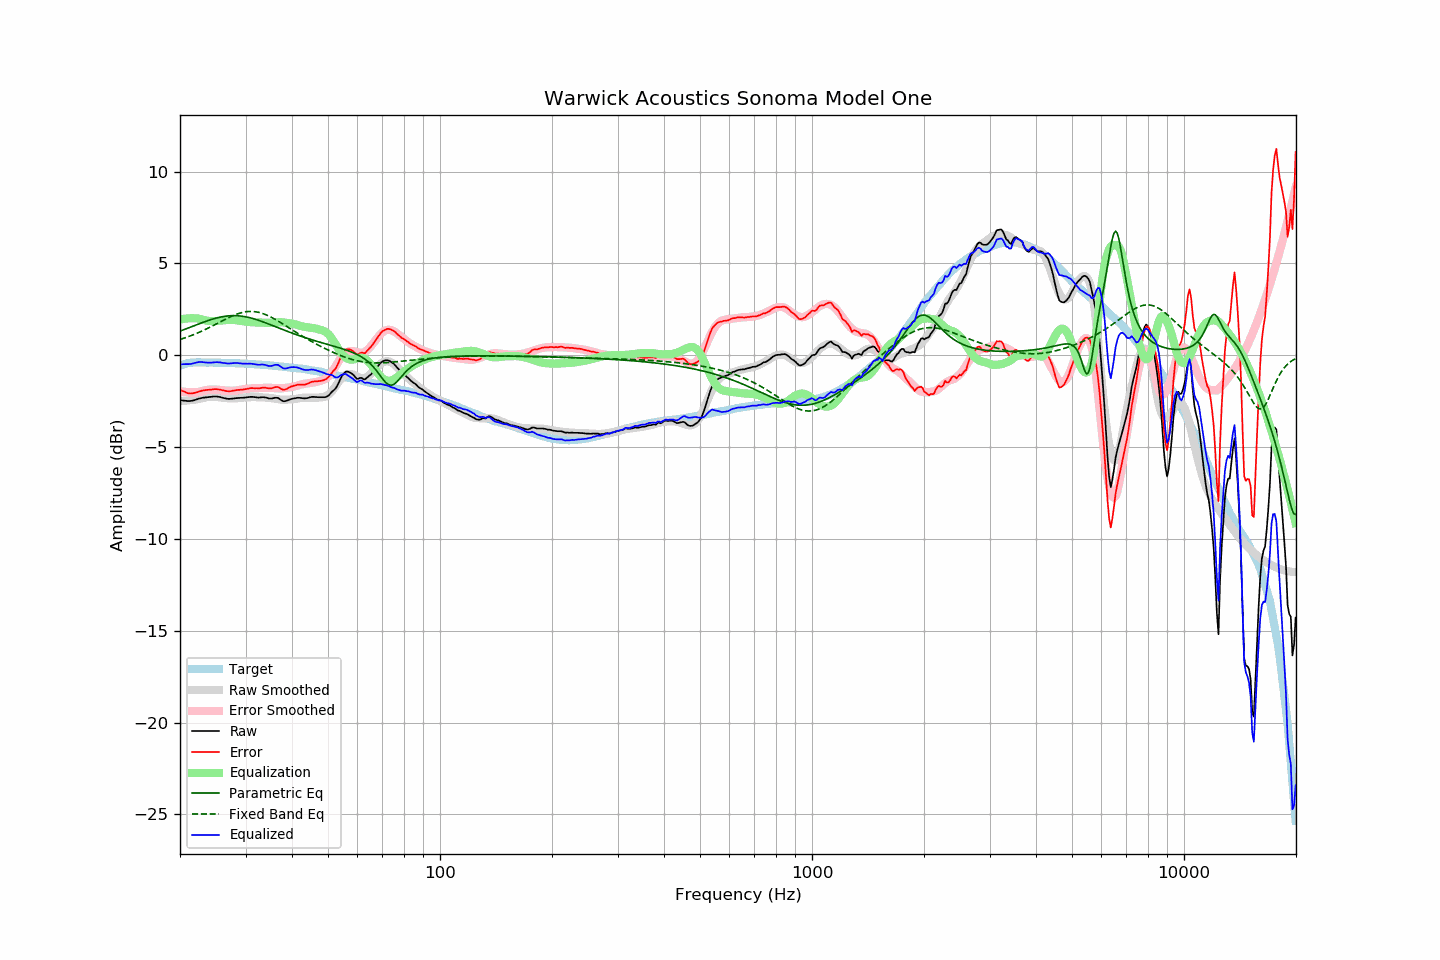 Warwick Acoustics Sonoma Model One
10
5
0
−5
−10
−15
−20
−25
Amplitude (dBr)
Target
Raw Smoothed
Error Smoothed
Raw
Error
Equalization
Parametric Eq
Fixed Band Eq
Equalized
100
1000
10000
Frequency (Hz)